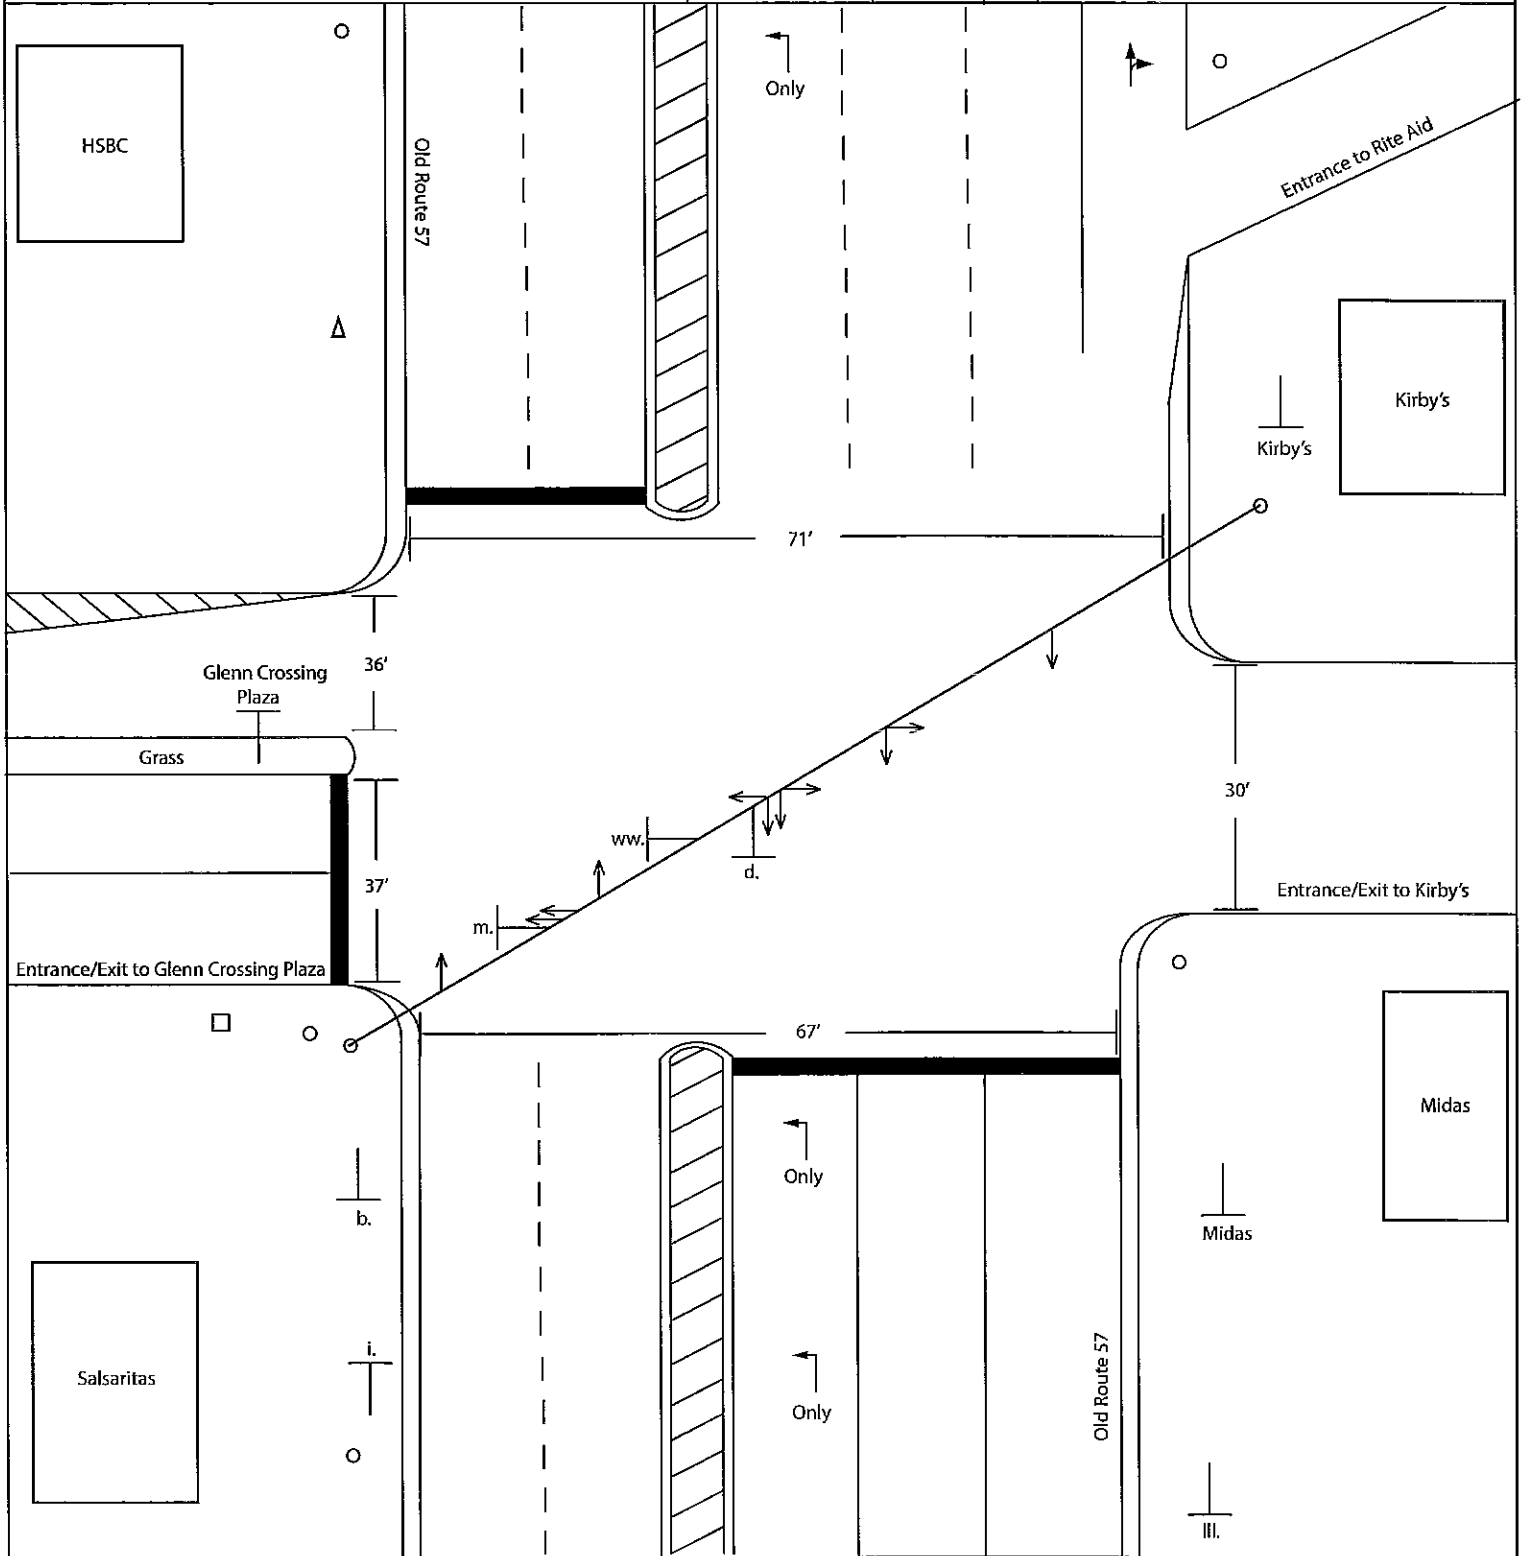 Only
HSBC
Old Route 57
Entrance to Rite Aid
Kirby's
Kirby's
71'
36'
Glenn Crossing
Plaza
Grass
30'
ww.
d.
37'
Entrance/Exit to Kirby's
m.
Entrance/Exit to Glenn Crossing Plaza
67'
Midas
Only
b.
Midas
i.
Salsaritas
Old Route 57
Only
III.